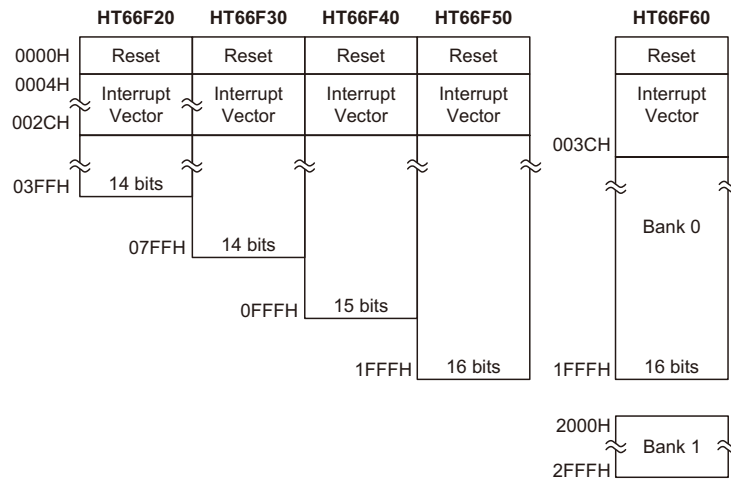 HT66F20 HT66F30 HT66F40 HT66F50 HT66F60
0000H Reset Reset Reset Reset Reset
0004H
Interrupt Vector Interrupt Vector Interrupt Vector Interrupt Vector Interrupt Vector
002CH
003CH
03FFH 14 bits
Bank 0
07FFH 14 bits
0FFFH 15 bits
1FFFH 16 bits 1FFFH 16 bits
2000H
Bank 1
2FFFH